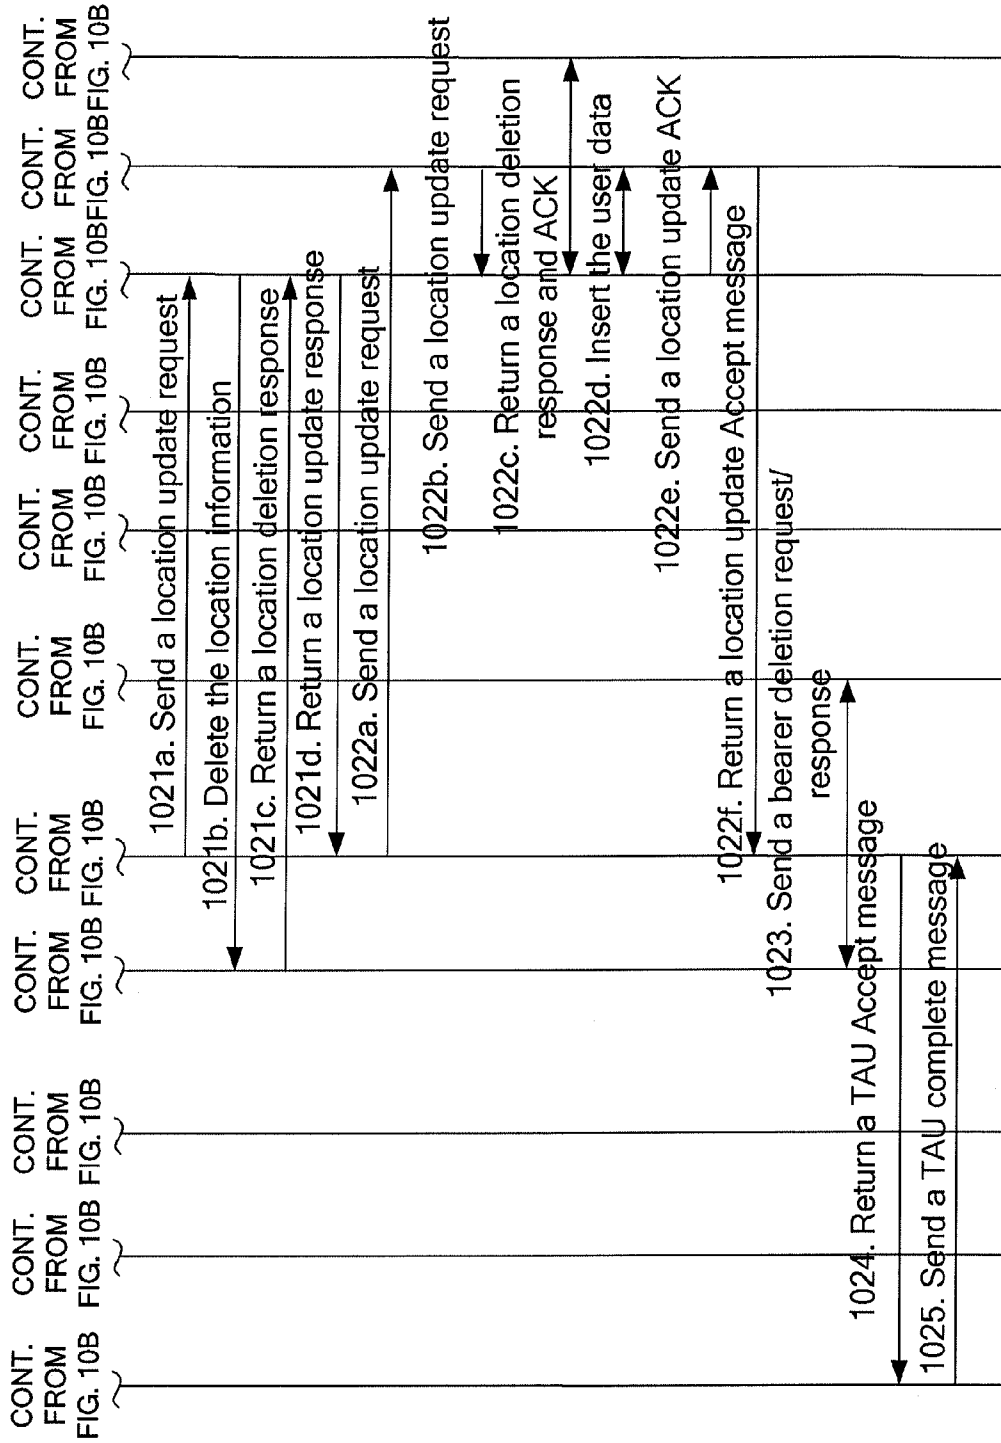 CONT.
FROM
FIG. 10B
CONT.
FROM
FIG. 10B
CONT.
FROM
FIG. 10B
CONT.
FROM
FIG. 10B
CONT.
FROM
FIG. 10B
CONT.
FROM
FIG. 10B
CONT.
FROM
FIG. 10B
CONT.
FROM
FIG. 10B
CONT.
FROM
FIG. 10B
CONT.
FROM
FIG. 10B
CONT.
FROM
FIG. 10B
1021a. Send a location update request
1021b. Delete the location information
1021c. Return a location deletion response
1021d. Return a location update response
1022a. Send a location update request
1022b. Send a location update request
1022c. Return a location deletion
response and ACK
1022d. Insert the user data
1022e. Send a location update ACK
1022f. Return a location update Accept message
1023. Send a bearer deletion request/
response
1024. Return a TAU Accept message
1025. Send a TAU complete message